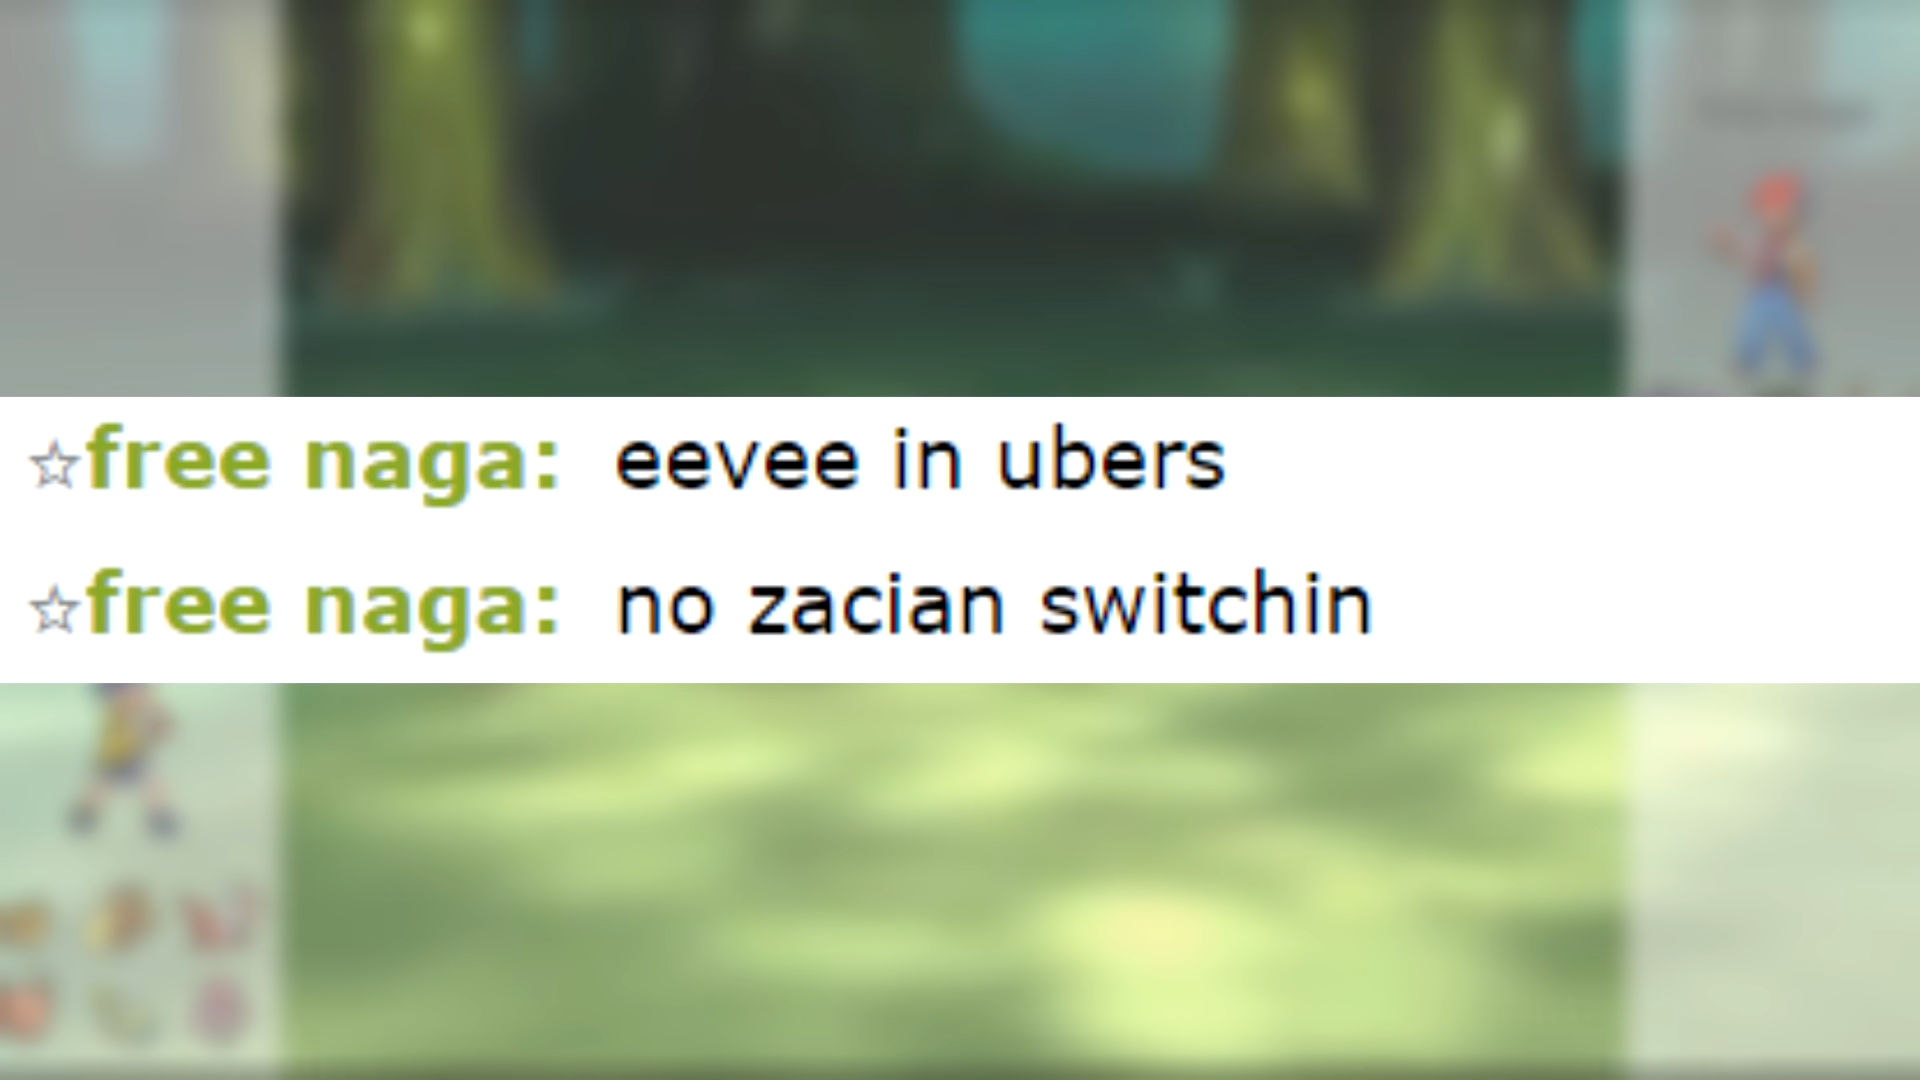 ☆free naga: eevee in ubers
☆free naga: no zacian switchin